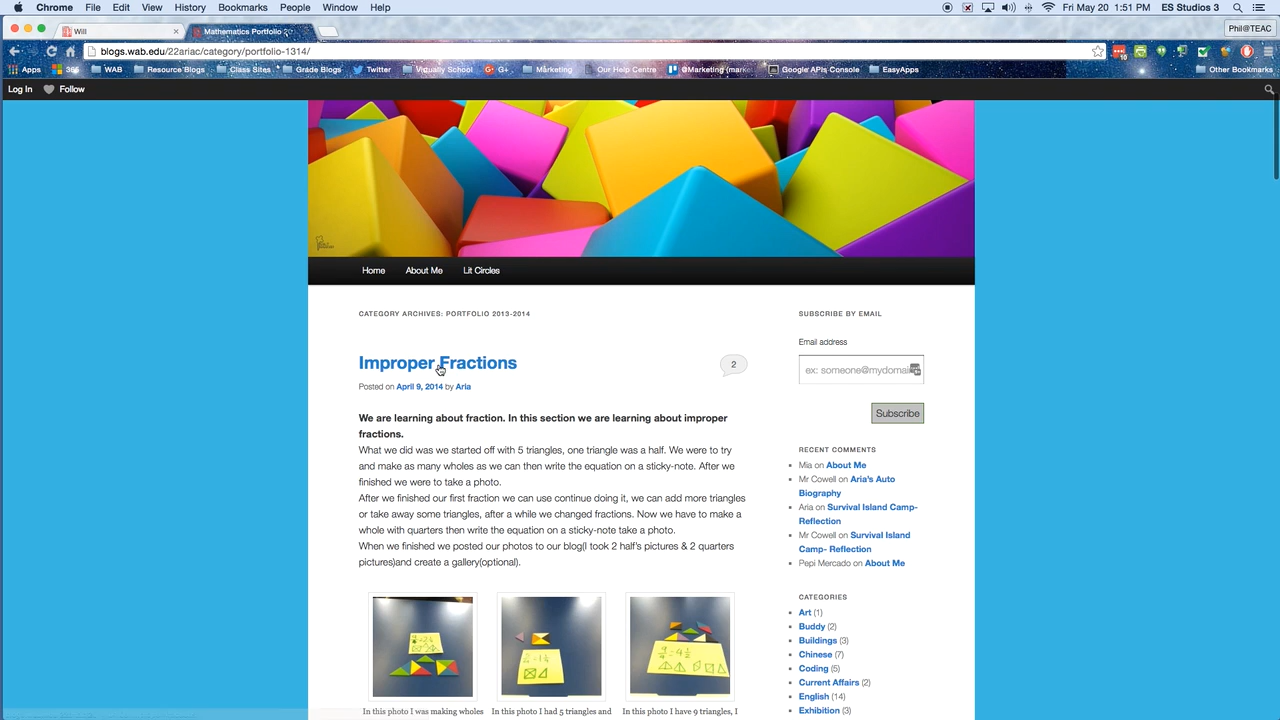 Chrome File Edit View History Bookmarks People Window Help Fri May 20 1:51 PM ES Studios 3
Will Mathematics Portfolio Phil@TEAC
blogs.wab.edu/22ariac/category/portfolio-1314/
Apps 365 WAB Resource Blogs Class Sites Grade Blogs Twitter Virtually School G+ Marketing Our Help Centre @Marketing (mark Google APIs Console EasyApps Other Bookmarks
Log In Follow
Home About Me Lit Circles
CATEGORY ARCHIVES: PORTFOLIO 2013-2014
Improper Fractions
2
Posted on April 9, 2014 by Aria
We are learning about fraction. In this section we are learning about improper
fractions.
What we did was we started off with 5 triangles, one triangle was a half. We were to try
and make as many wholes as we can then write the equation on a sticky-note. After we
finished we were to take a photo.
After we finished our first fraction we can use continue doing it, we can add more triangles
or take away some triangles, after a while we changed fractions. Now we have to make a
whole with quarters then write the equation on a sticky-note take a photo.
When we finished we posted our photos to our blog(I took 2 half's pictures & 2 quarters
pictures)and create a gallery(optional).
In this photo I was making wholes
In this photo I had 5 triangles and
In this photo I have 9 triangles, I
SUBSCRIBE BY EMAIL
Email address
ex: someone@mydomai
Subscribe
RECENT COMMENTS
Mia on About Me
Mr Cowell on Aria's Auto
Biography
Aria on Survival Island Camp-
Reflection
Mr Cowell on Survival Island
Camp- Reflection
Pepi Mercado on About Me
CATEGORIES
Art (1)
Buddy (2)
Buildings (3)
Chinese (7)
Coding (5)
Current Affairs (2)
English (14)
Exhibition (3)